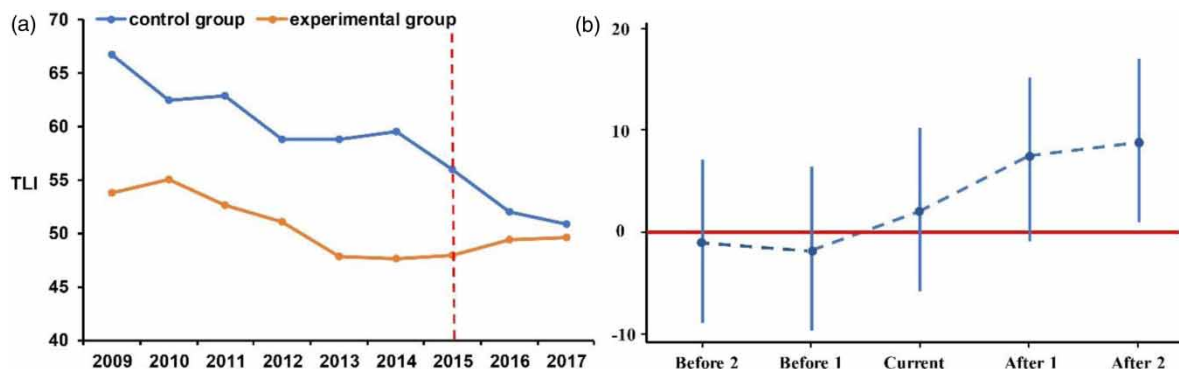 (a)
control group
experimental group
70
65
60
TLI
55
50
45
40
2009 2010 2011 2012 2013 2014 2015 2016 2017
(b)
20
10
0
-10
Before 2 Before 1 Current After 1 After 2